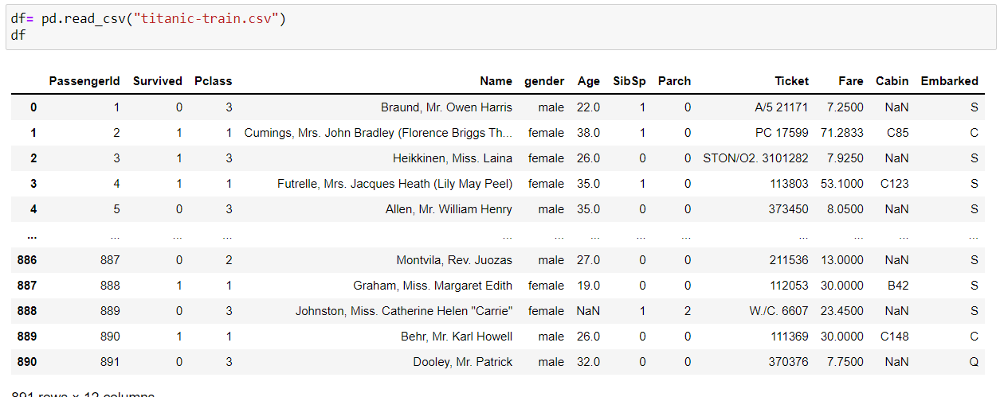 df= pd.read_csv("titanic-train.csv")
df
PassengerId Survived Pclass Name gender Age SibSp Parch Ticket Fare Cabin Embarked
0 1 0 3 Braund, Mr. Owen Harris male 22.0 1 0 A/5 21171 7.2500 NaN S
1 2 1 1 Cumings, Mrs. John Bradley (Florence Briggs Th... female 38.0 1 0 PC 17599 71.2833 C85 C
2 3 1 3 Heikkinen, Miss. Laina female 26.0 0 0 STON/O2. 3101282 7.9250 NaN S
3 4 1 1 Futrelle, Mrs. Jacques Heath (Lily May Peel) female 35.0 1 0 113803 53.1000 C123 S
4 5 0 3 Allen, Mr. William Henry male 35.0 0 0 373450 8.0500 NaN S
... ... ... ... ... ... ... ... ... ... ... ... ...
886 887 0 2 Montvila, Rev. Juozas male 27.0 0 0 211536 13.0000 NaN S
887 888 1 1 Graham, Miss. Margaret Edith female 19.0 0 0 112053 30.0000 B42 S
888 889 0 3 Johnston, Miss. Catherine Helen "Carrie" female NaN 1 2 W./C. 6607 23.4500 NaN S
889 890 1 1 Behr, Mr. Karl Howell male 26.0 0 0 111369 30.0000 C148 C
890 891 0 3 Dooley, Mr. Patrick male 32.0 0 0 370376 7.7500 NaN Q
891 rows × 12 columns